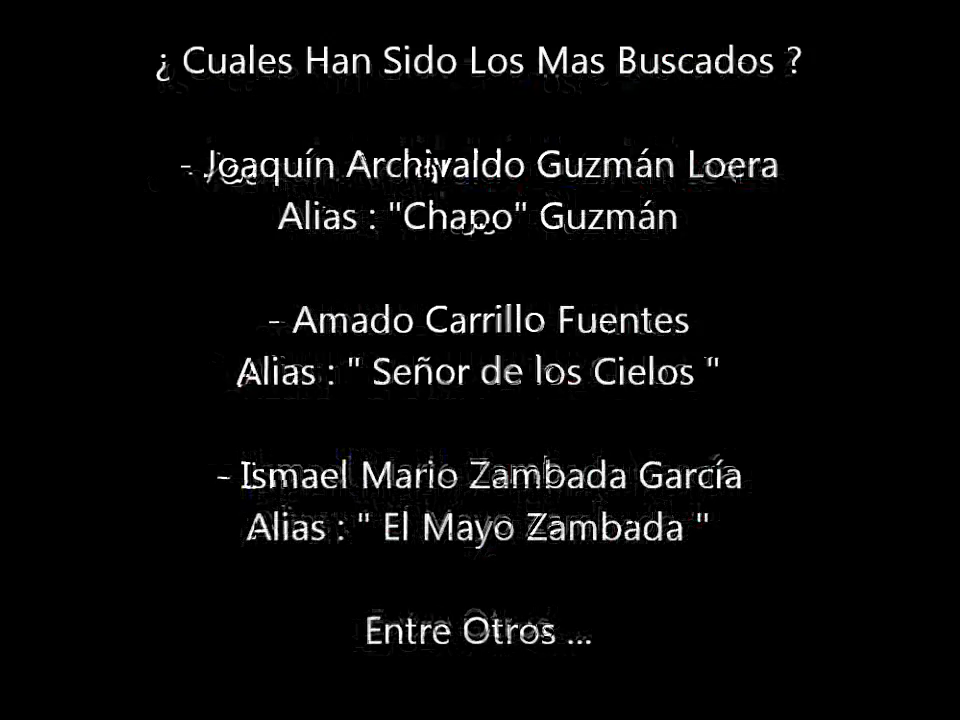 ¿ Cuales Han Sido Los Mas Buscados ?
- Joaquín Archivaldo Guzmán Loera
Alias : "Chapo" Guzmán
- Amado Carrillo Fuentes
Alias : " Señor de los Cielos "
- Ismael Mario Zambada García
Alias : " El Mayo Zambada "
Entre Otros ...